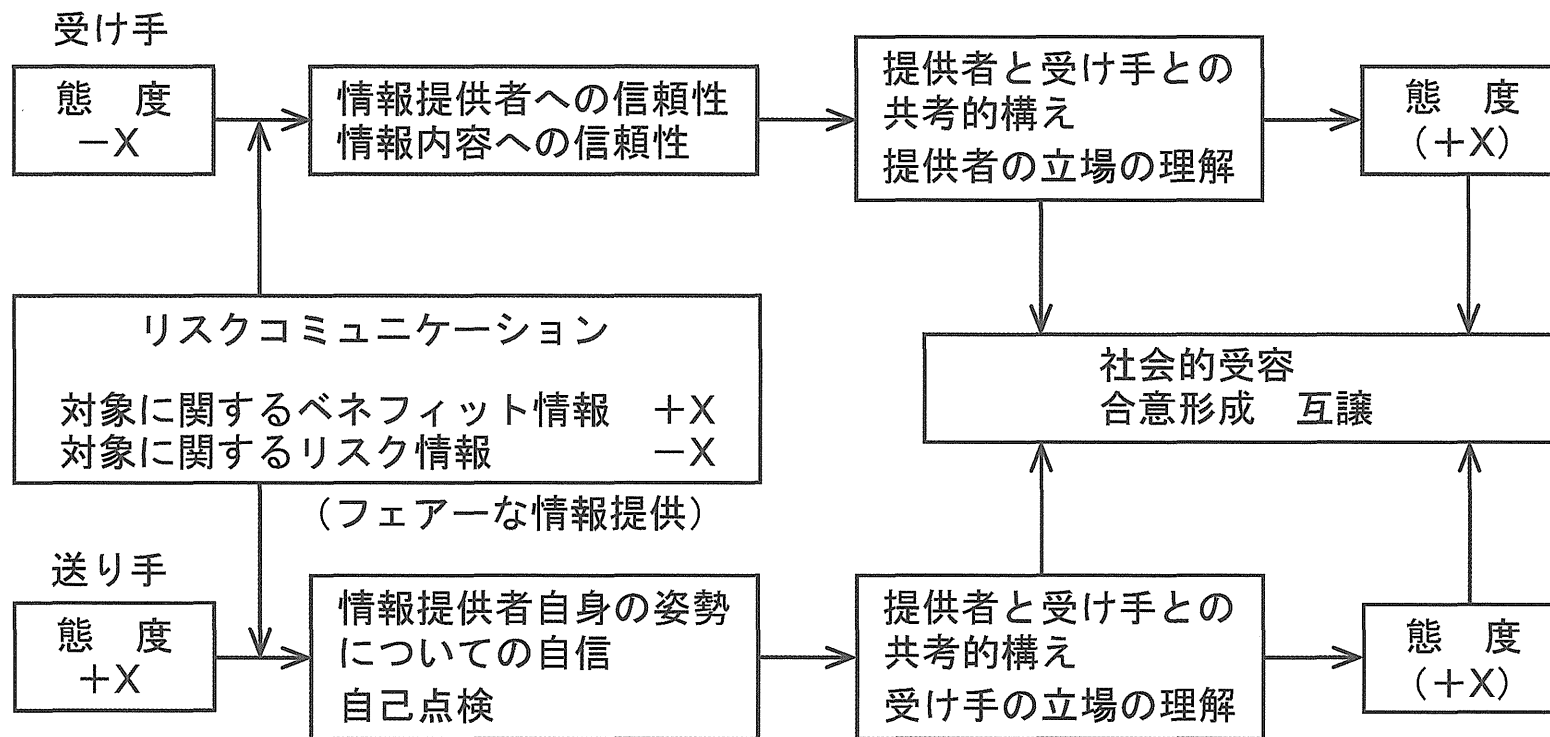 受け手
態　度
－X
情報提供者への信頼性
情報内容への信頼性
提供者と受け手との
共考的構え
提供者の立場の理解
態　度
（＋X）
リスクコミュニケーション
対象に関するベネフィット情報　＋X
対象に関するリスク情報　　　　－X
（フェアーな情報提供）
社会的受容
合意形成　互譲
送り手
態　度
＋X
情報提供者自身の姿勢
についての自信
自己点検
提供者と受け手との
共考的構え
受け手の立場の理解
態　度
（＋X）